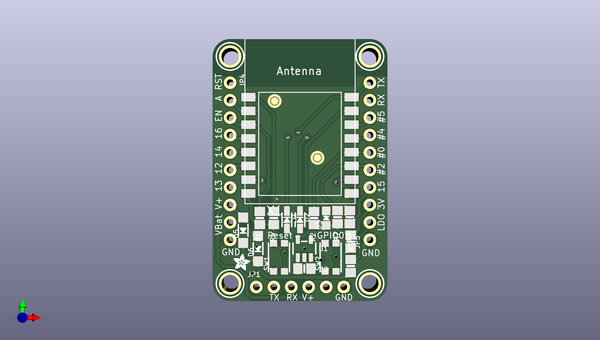 Antenna
RST
A
EN
16
14
12
13
V+
VBat
GND
TX
RX
#5
#4
#0
#2
15
3V
LDO
GND
Reset
GPIO0
JP1
TX RX V+ GND